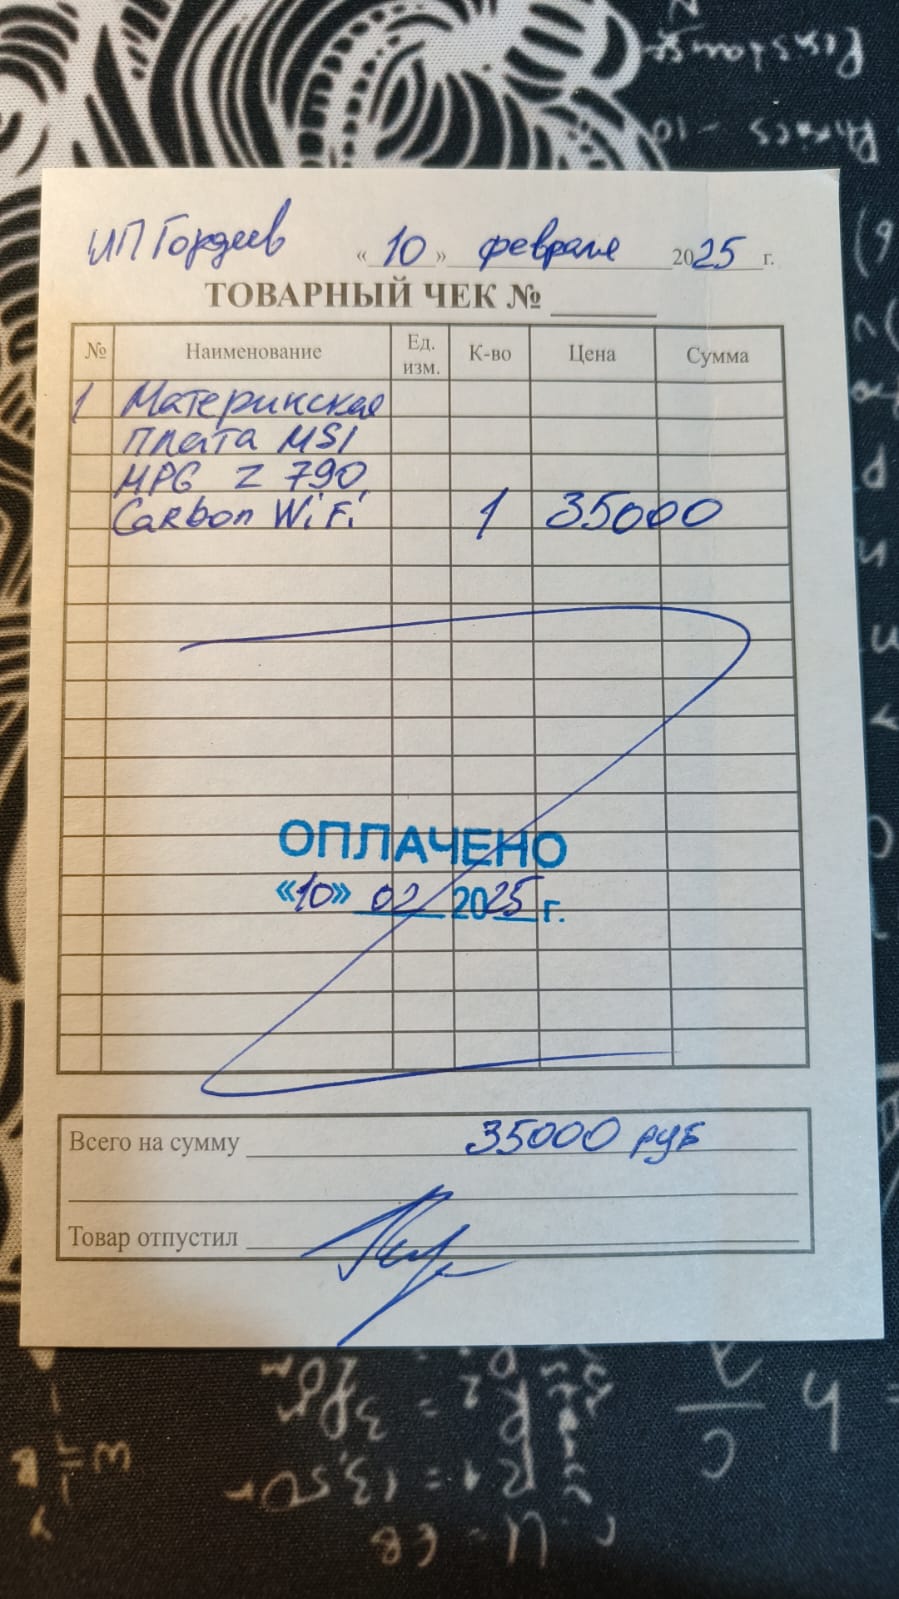 ИП Гордеев
«10» февраля 2025 г.
ТОВАРНЫЙ ЧЕК №
№ Наименование Ед. изм. К-во Цена Сумма
1 Материнская
плата MSI
MPG Z 790
Carbon WiFi 1 35000
ОПЛАЧЕНО
«10» 02 2025 г.
Всего на сумму 35000 руб
Товар отпустил